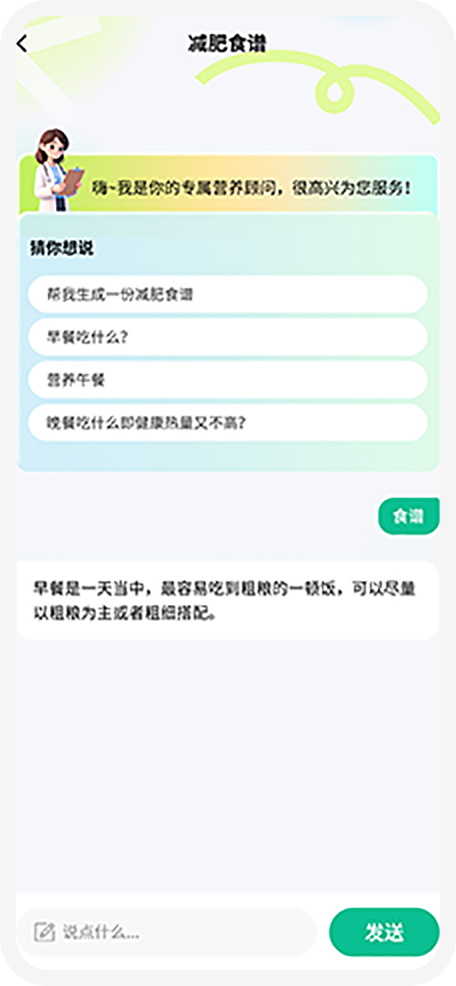 减肥食谱
嗨~我是你的专属营养顾问，很高兴为您服务！
猜你想说
帮我生成一份减肥食谱
早餐吃什么？
营养午餐
晚餐吃什么即健康热量又不高？
食谱
早餐是一天当中，最容易吃到粗粮的一顿饭，可以尽量
以粗粮为主或者粗细搭配。
说点什么...
发送